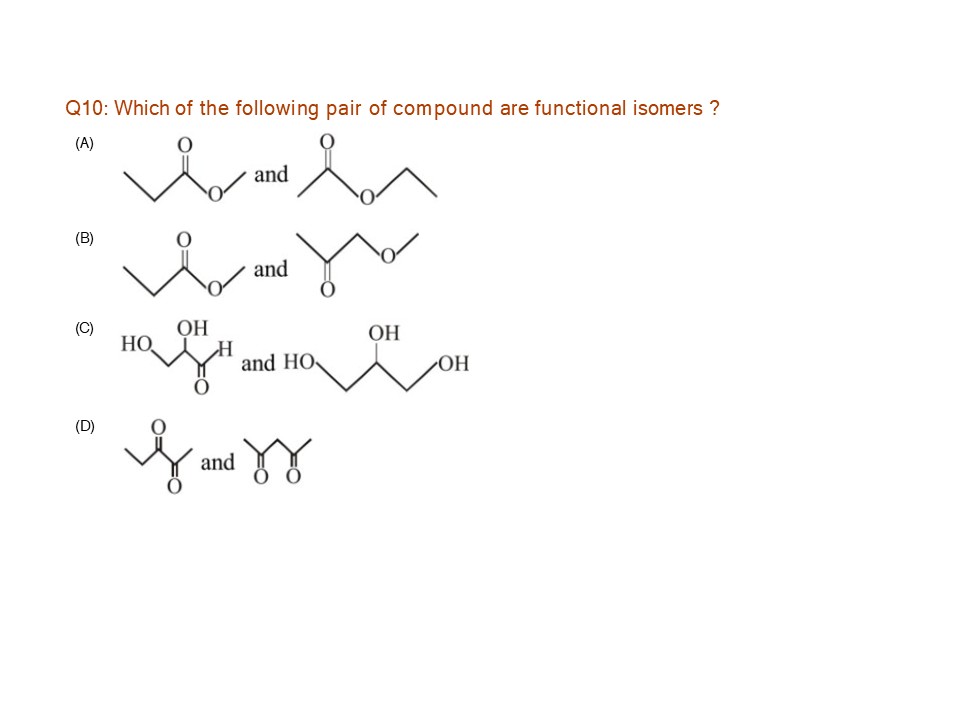 Q10: Which of the following pair of compound are functional isomers ?
(A)
O
O
and
O
O
(B)
O
O
and
O
O
(C)
HO
OH
H
O
and HO
OH
OH
(D)
O
O
and
O
O